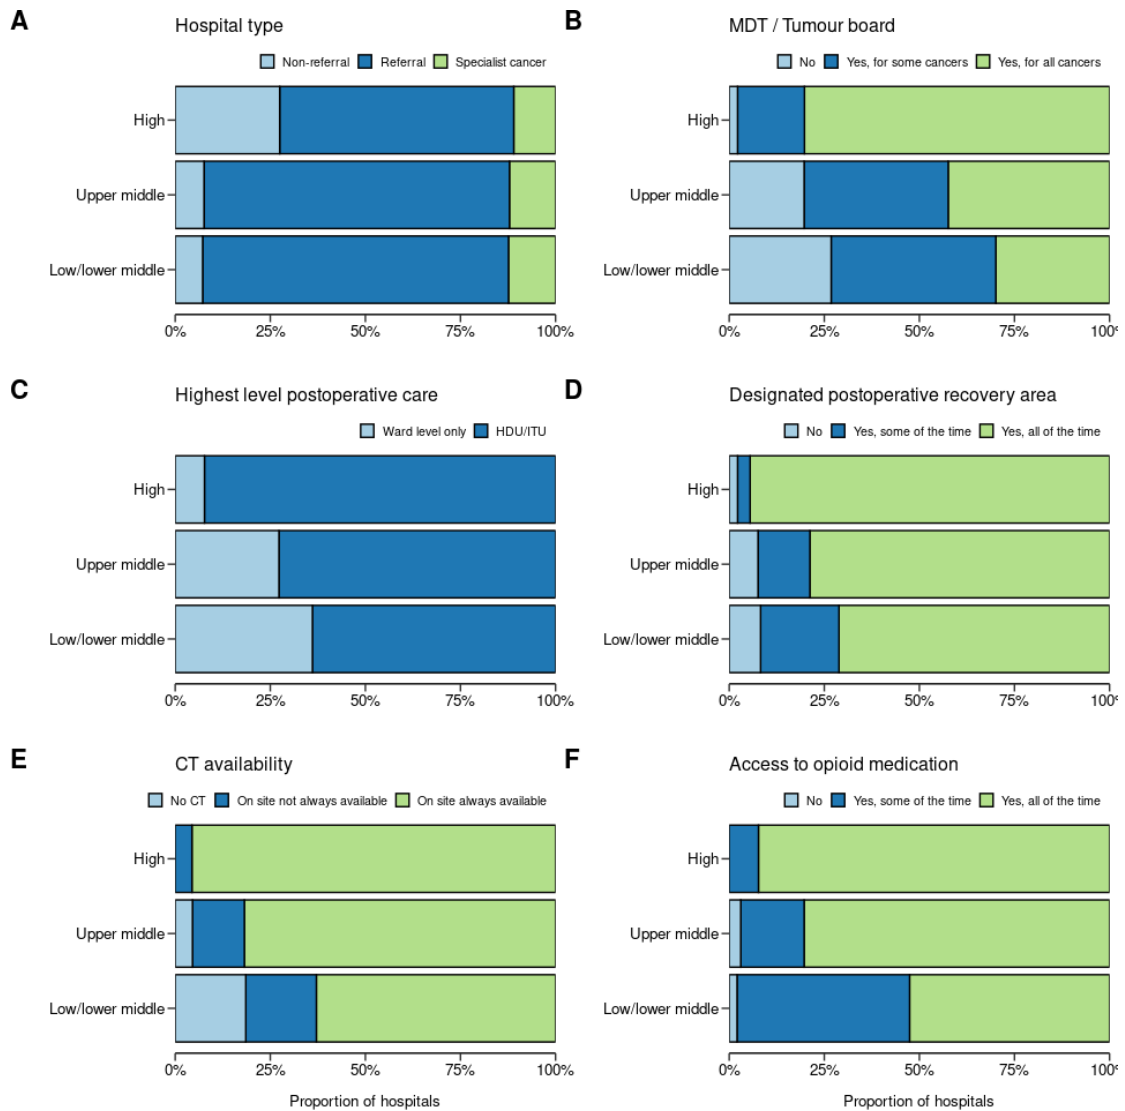 A
Hospital type
Non-referral Referral Specialist cancer
High
Upper middle
Low/lower middle
0% 25% 50% 75% 100%
B
MDT / Tumour board
No Yes, for some cancers Yes, for all cancers
High
Upper middle
Low/lower middle
0% 25% 50% 75% 100%
C
Highest level postoperative care
Ward level only HDU/ITU
High
Upper middle
Low/lower middle
0% 25% 50% 75% 100%
D
Designated postoperative recovery area
No Yes, some of the time Yes, all of the time
High
Upper middle
Low/lower middle
0% 25% 50% 75% 100%
E
CT availability
No CT On site not always available On site always available
High
Upper middle
Low/lower middle
0% 25% 50% 75% 100%
Proportion of hospitals
F
Access to opioid medication
No Yes, some of the time Yes, all of the time
High
Upper middle
Low/lower middle
0% 25% 50% 75% 100%
Proportion of hospitals